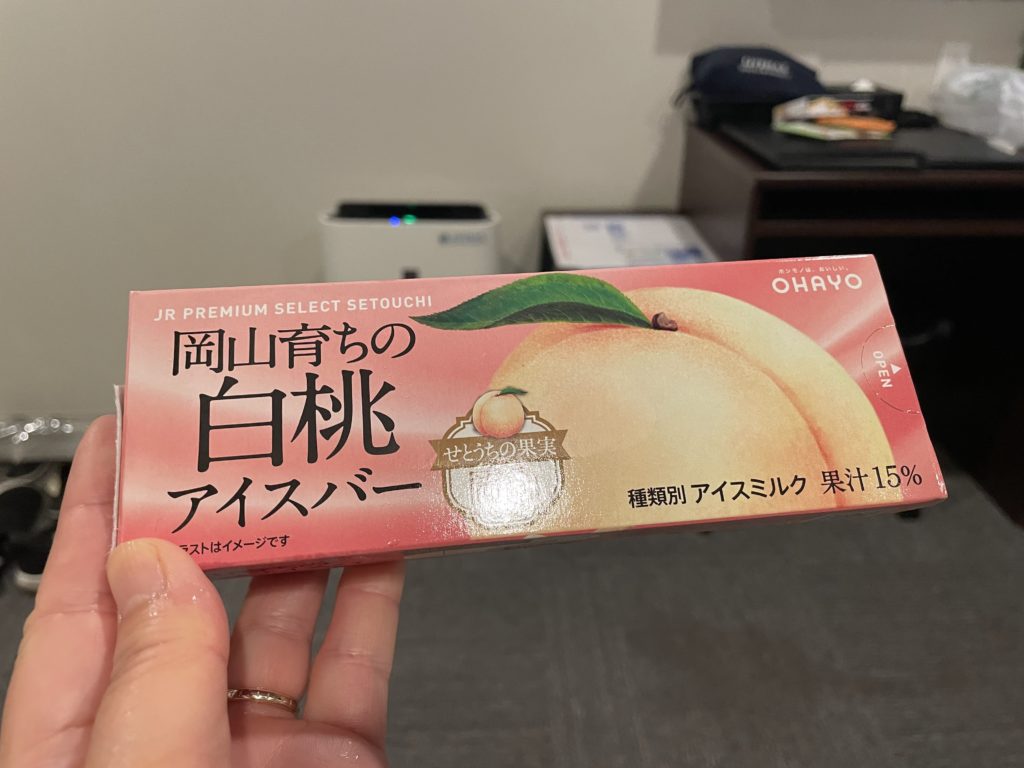 JR PREMIUM SELECT SETOUCHI
岡山育ちの
白桃
アイスバー
ラストはイメージです
せとうちの果実
ホンモノは、おいしい。
OHAYO
OPEN
種類別 アイスミルク 果汁15%